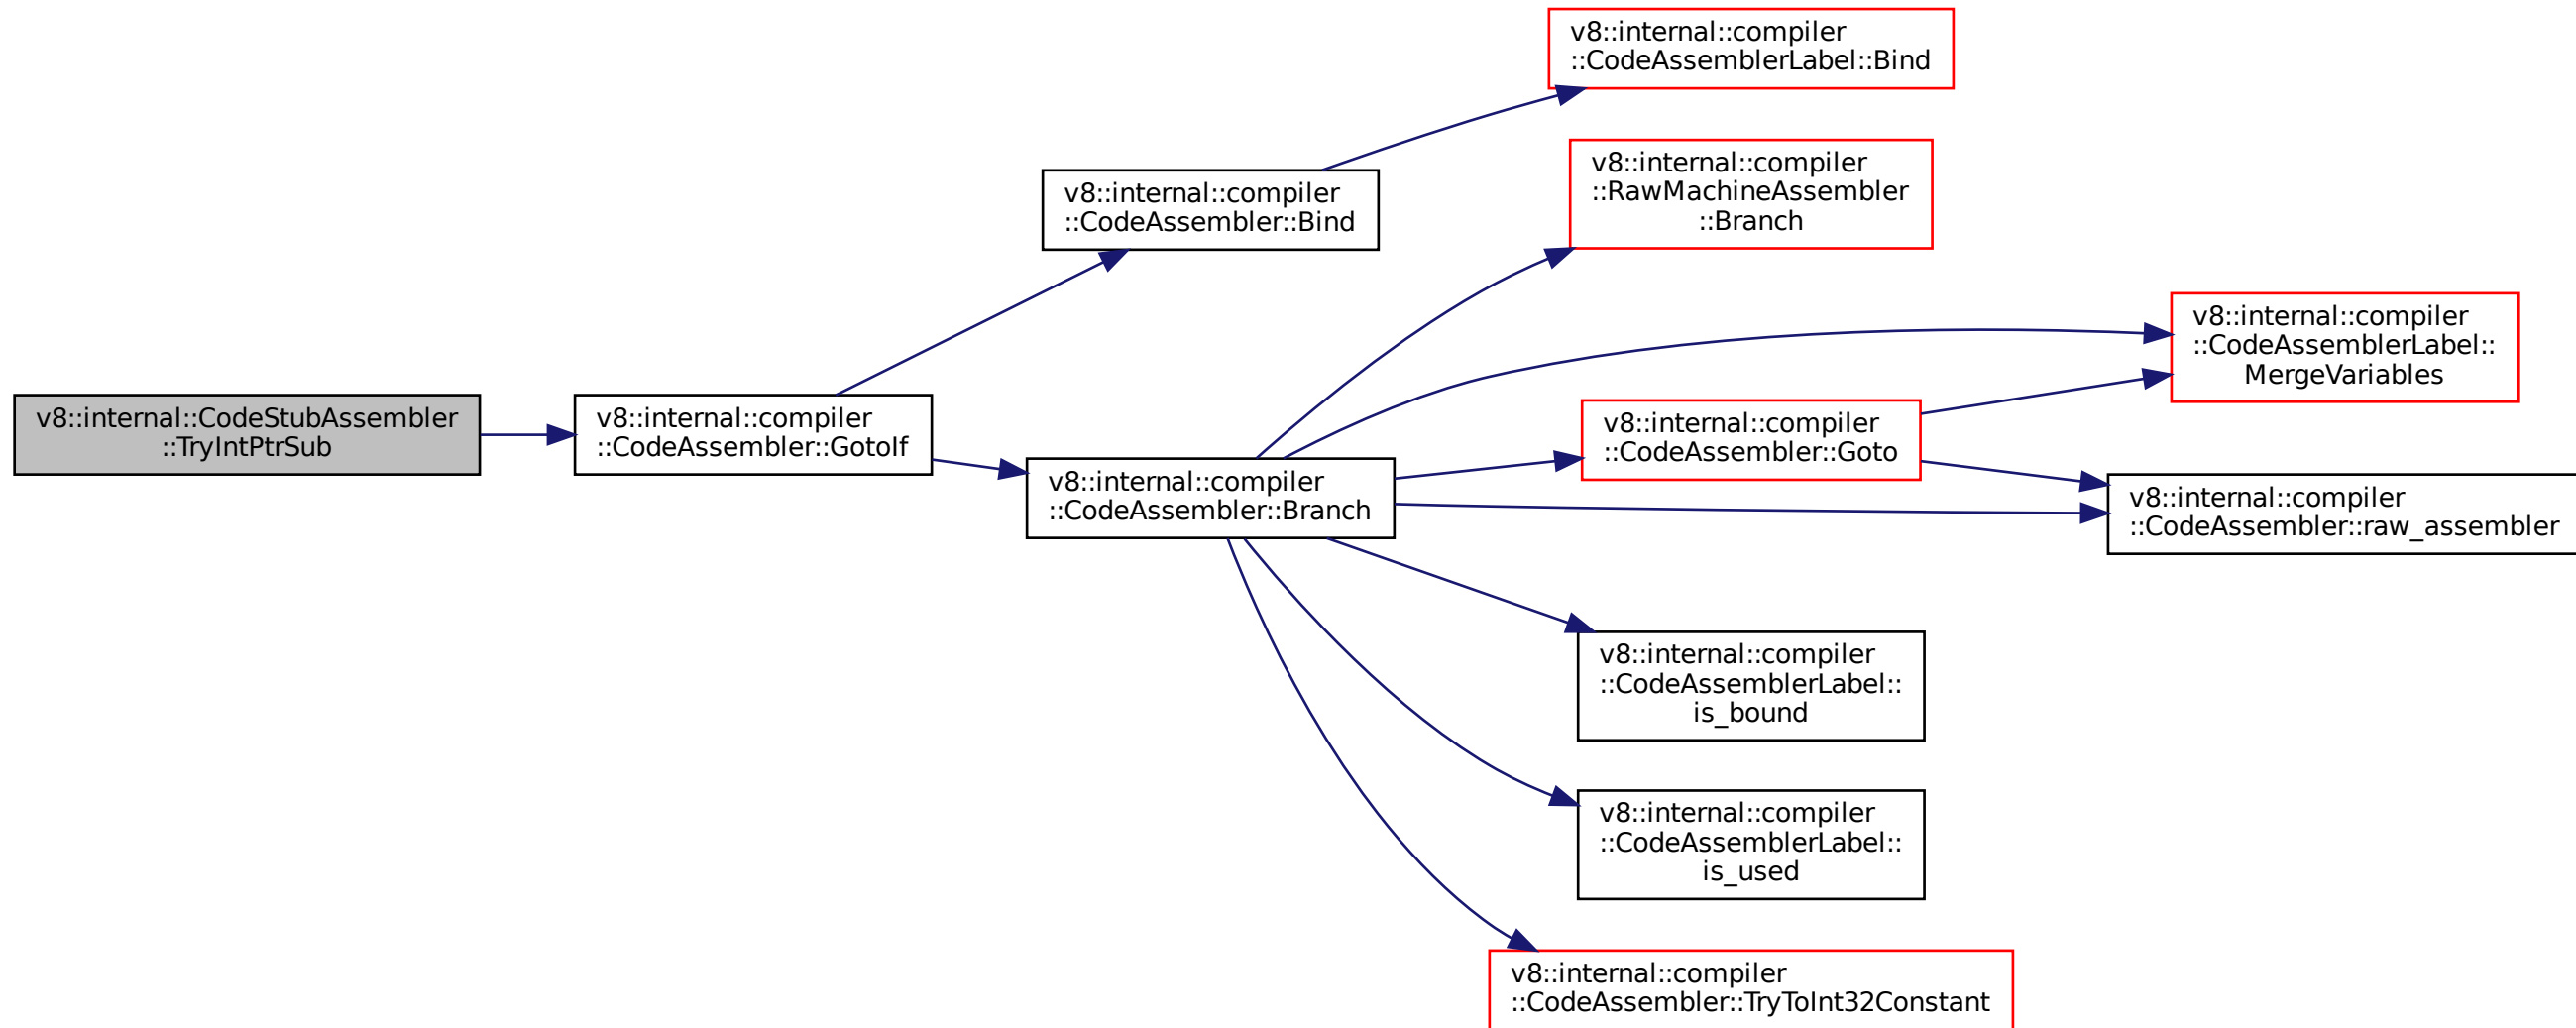 v8::internal::compiler
::CodeAssemblerLabel::Bind
v8::internal::compiler
::RawMachineAssembler
::Branch
v8::internal::compiler
::CodeAssembler::Bind
v8::internal::compiler
::CodeAssemblerLabel::
MergeVariables
v8::internal::CodeStubAssembler
::TryIntPtrSub
v8::internal::compiler
::CodeAssembler::GotoIf
v8::internal::compiler
::CodeAssembler::Goto
v8::internal::compiler
::CodeAssembler::Branch
v8::internal::compiler
::CodeAssembler::raw_assembler
v8::internal::compiler
::CodeAssemblerLabel::
is_bound
v8::internal::compiler
::CodeAssemblerLabel::
is_used
v8::internal::compiler
::CodeAssembler::TryToInt32Constant